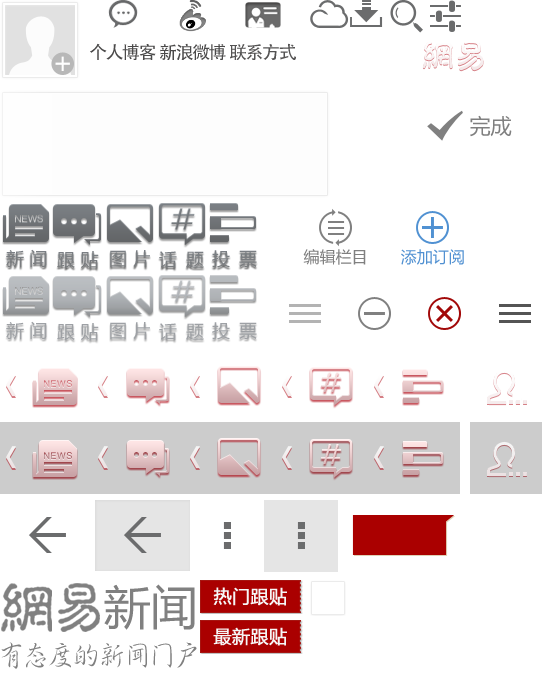 个人博客 新浪微博 联系方式
網易
完成
NEWS
#
新闻 跟贴 图片 话题 投票
编辑栏目
添加订阅
NEWS
#
新闻 跟贴 图片 话题 投票
NEWS
#
NEWS
#
網易新闻
有态度的新闻门户
热门跟贴
最新跟贴